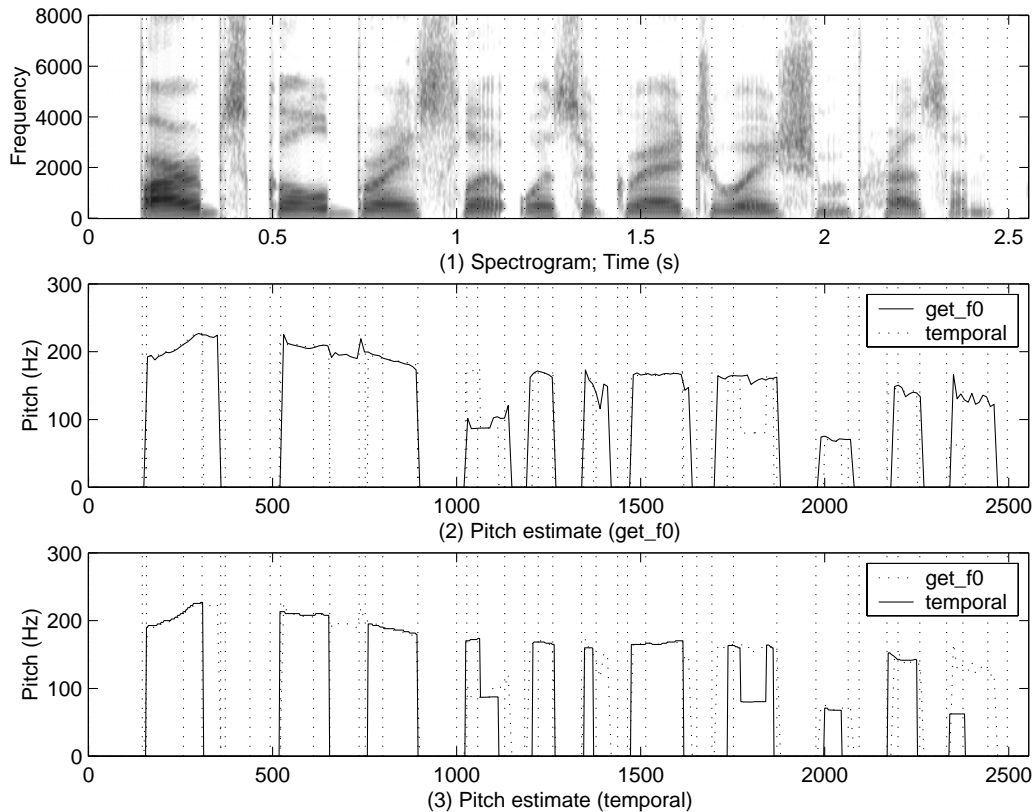 8000
6000
4000
2000
0
Frequency
0 0.5 1 1.5 2 2.5
(1) Spectrogram; Time (s)
300
200
100
0
Pitch (Hz)
get_f0
temporal
0 500 1000 1500 2000 2500
(2) Pitch estimate (get_f0)
300
200
100
0
Pitch (Hz)
get_f0
temporal
0 500 1000 1500 2000 2500
(3) Pitch estimate (temporal)